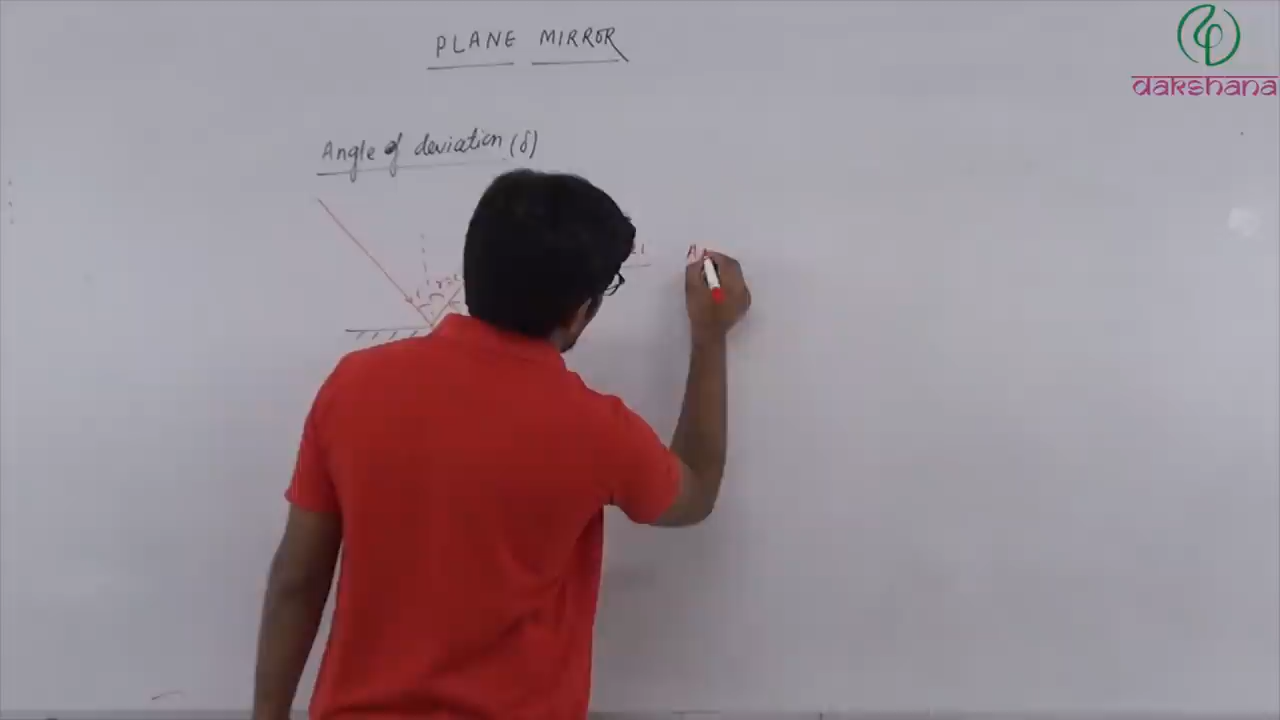 PLANE MIRROR
dakshana
Angle of deviation (δ)
i